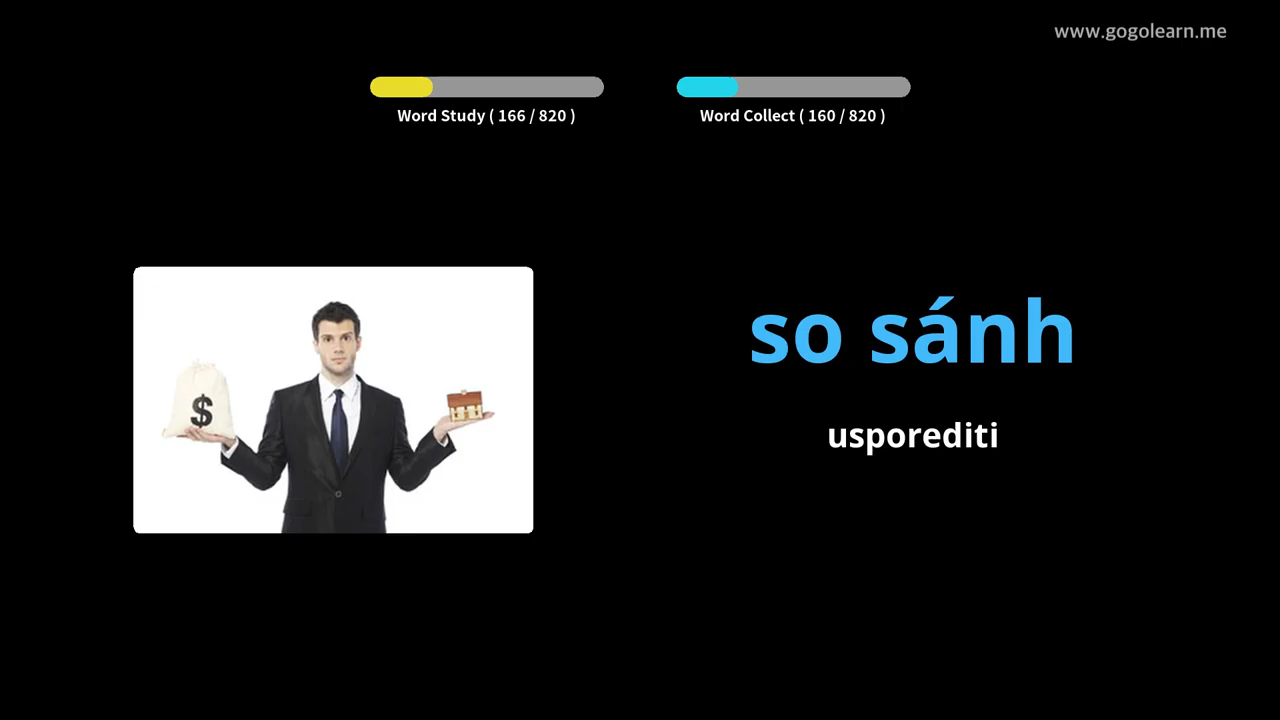 www.gogolearn.me
Word Study ( 166 / 820 )
Word Collect ( 160 / 820 )
$
so sánh
usporediti